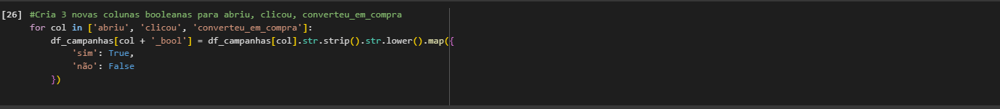 [26] #Cria 3 novas colunas booleanas para abriu, clicou, converteu_em_compra
for col in ['abriu', 'clicou', 'converteu_em_compra']:
    df_campanhas[col + '_bool'] = df_campanhas[col].str.strip().str.lower().map({
        'sim': True,
        'não': False
    })